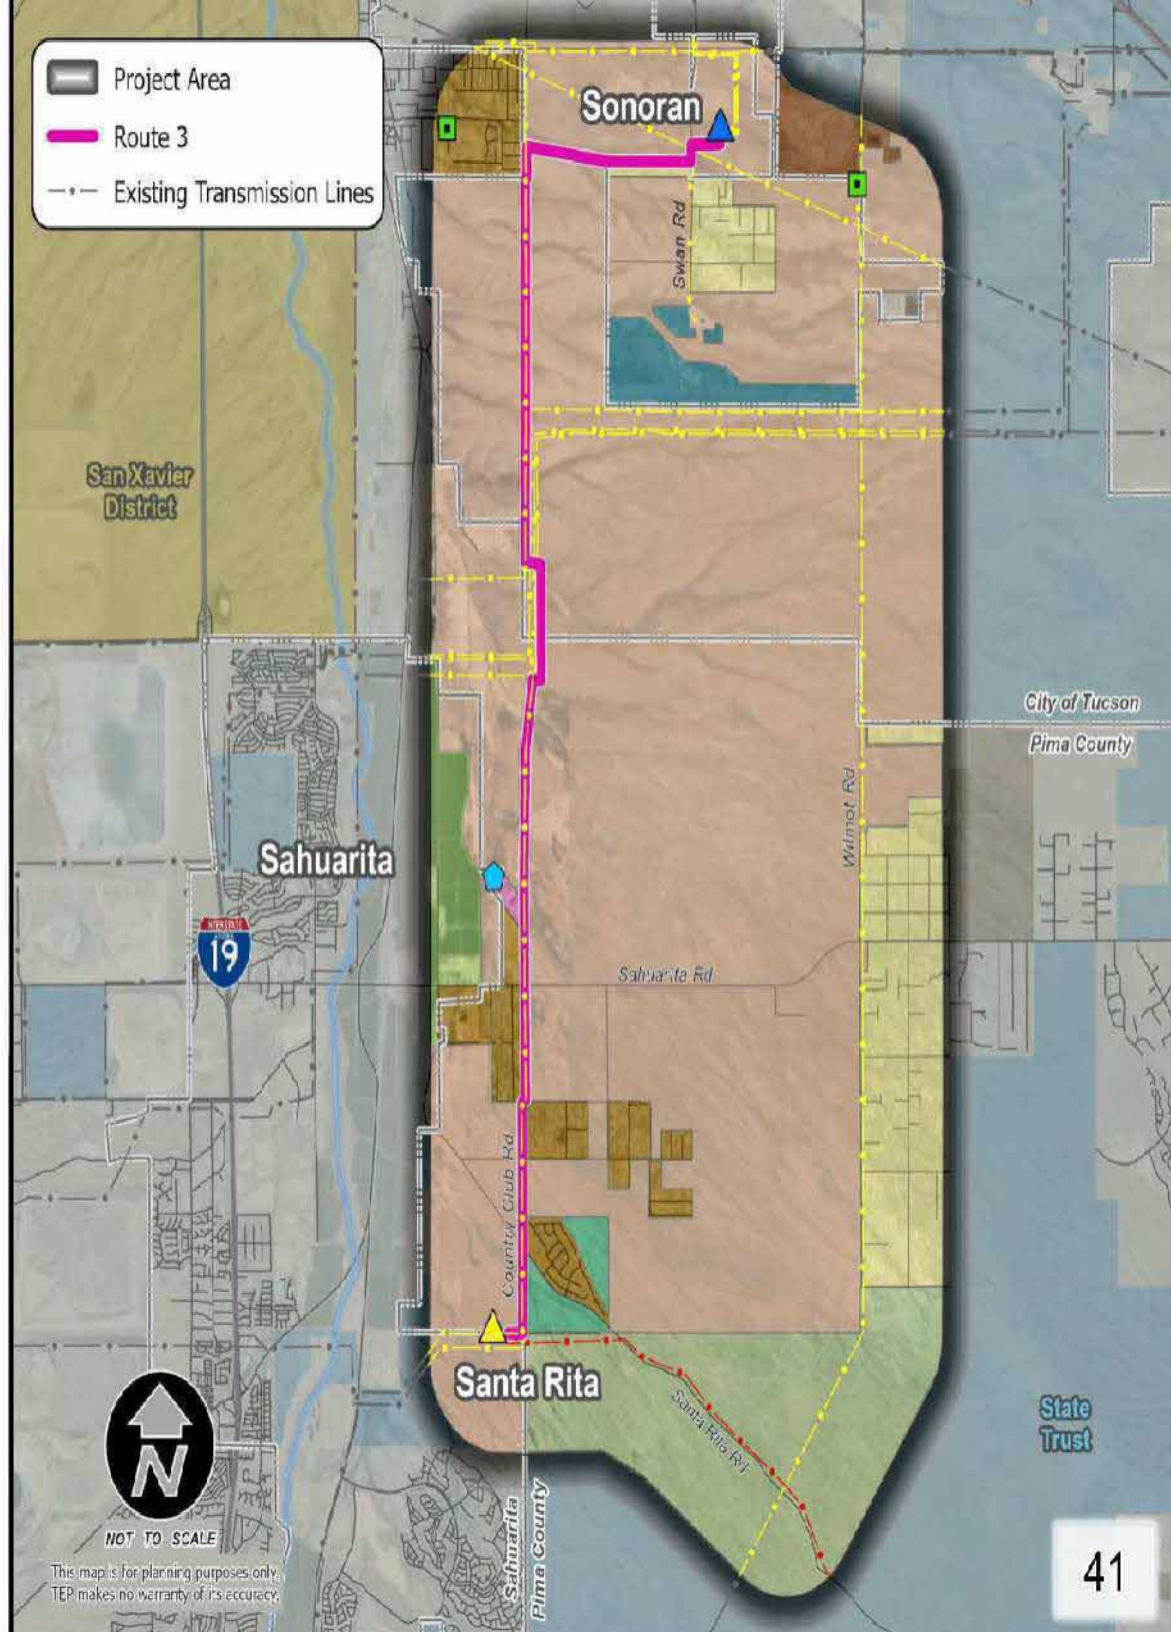 Project Area
Route 3
Existing Transmission Lines
Sonoran
Swan Rd
San Xavier
District
City of Tucson
Pima County
Wilmot Rd
Sahuarita
INTERSTATE
19
Sahuarita Rd
Country Club Rd
Santa Rita
Santa Rita Rd
State
Trust
N
NOT TO SCALE
This map is for planning purposes only.
TEP makes no warranty of its accuracy.
Sahuarita
Pima County
41